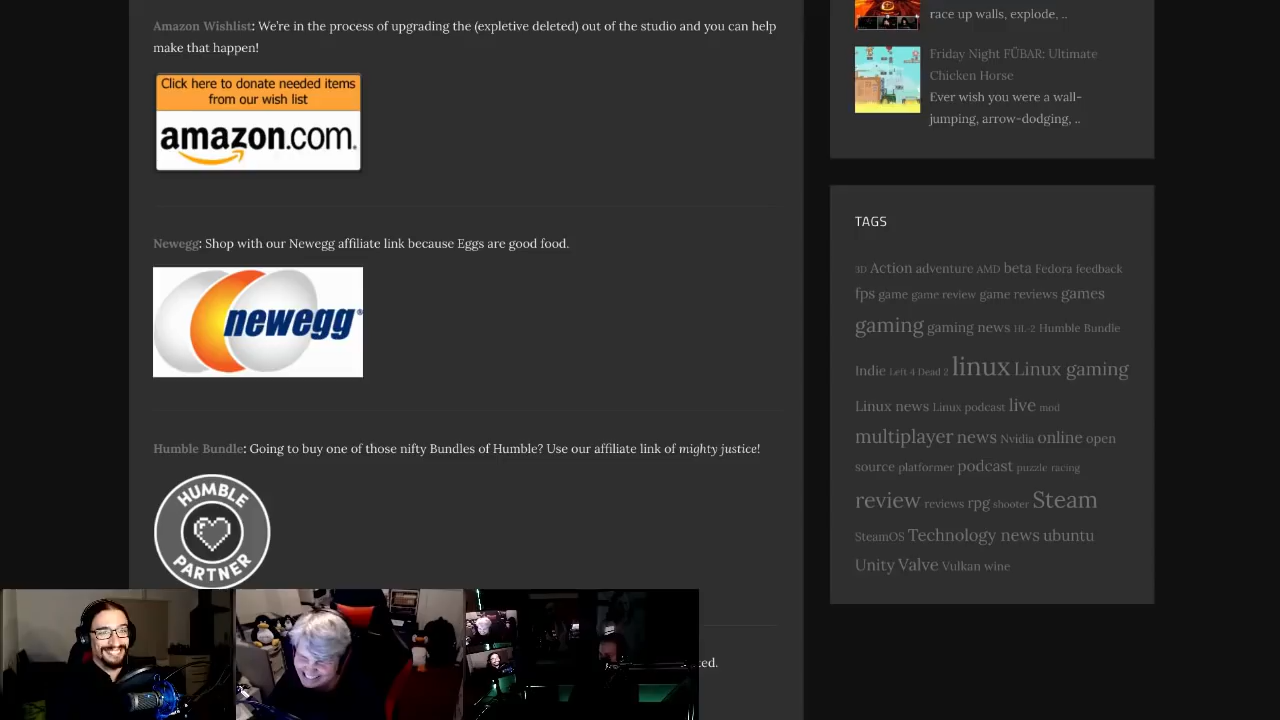 Amazon Wishlist: We're in the process of upgrading the (expletive deleted) out of the studio and you can help
make that happen!
Click here to donate needed items
from our wish list
amazon.com.
Newegg: Shop with our Newegg affiliate link because Eggs are good food.
newegg®
Humble Bundle: Going to buy one of those nifty Bundles of Humble? Use our affiliate link of mighty justice!
HUMBLE
PARTNER
ted.
race up walls, explode, ..
Friday Night FÜBAR: Ultimate
Chicken Horse
Ever wish you were a wall-
jumping, arrow-dodging, ..
TAGS
3D Action adventure AMD beta Fedora feedback
fps game game review game reviews games
gaming gaming news HL-2 Humble Bundle
Indie Left 4 Dead 2 linux Linux gaming
Linux news Linux podcast live mod
multiplayer news Nvidia online open
source platformer podcast puzzle racing
review reviews rpg shooter Steam
SteamOS Technology news ubuntu
Unity Valve Vulkan wine